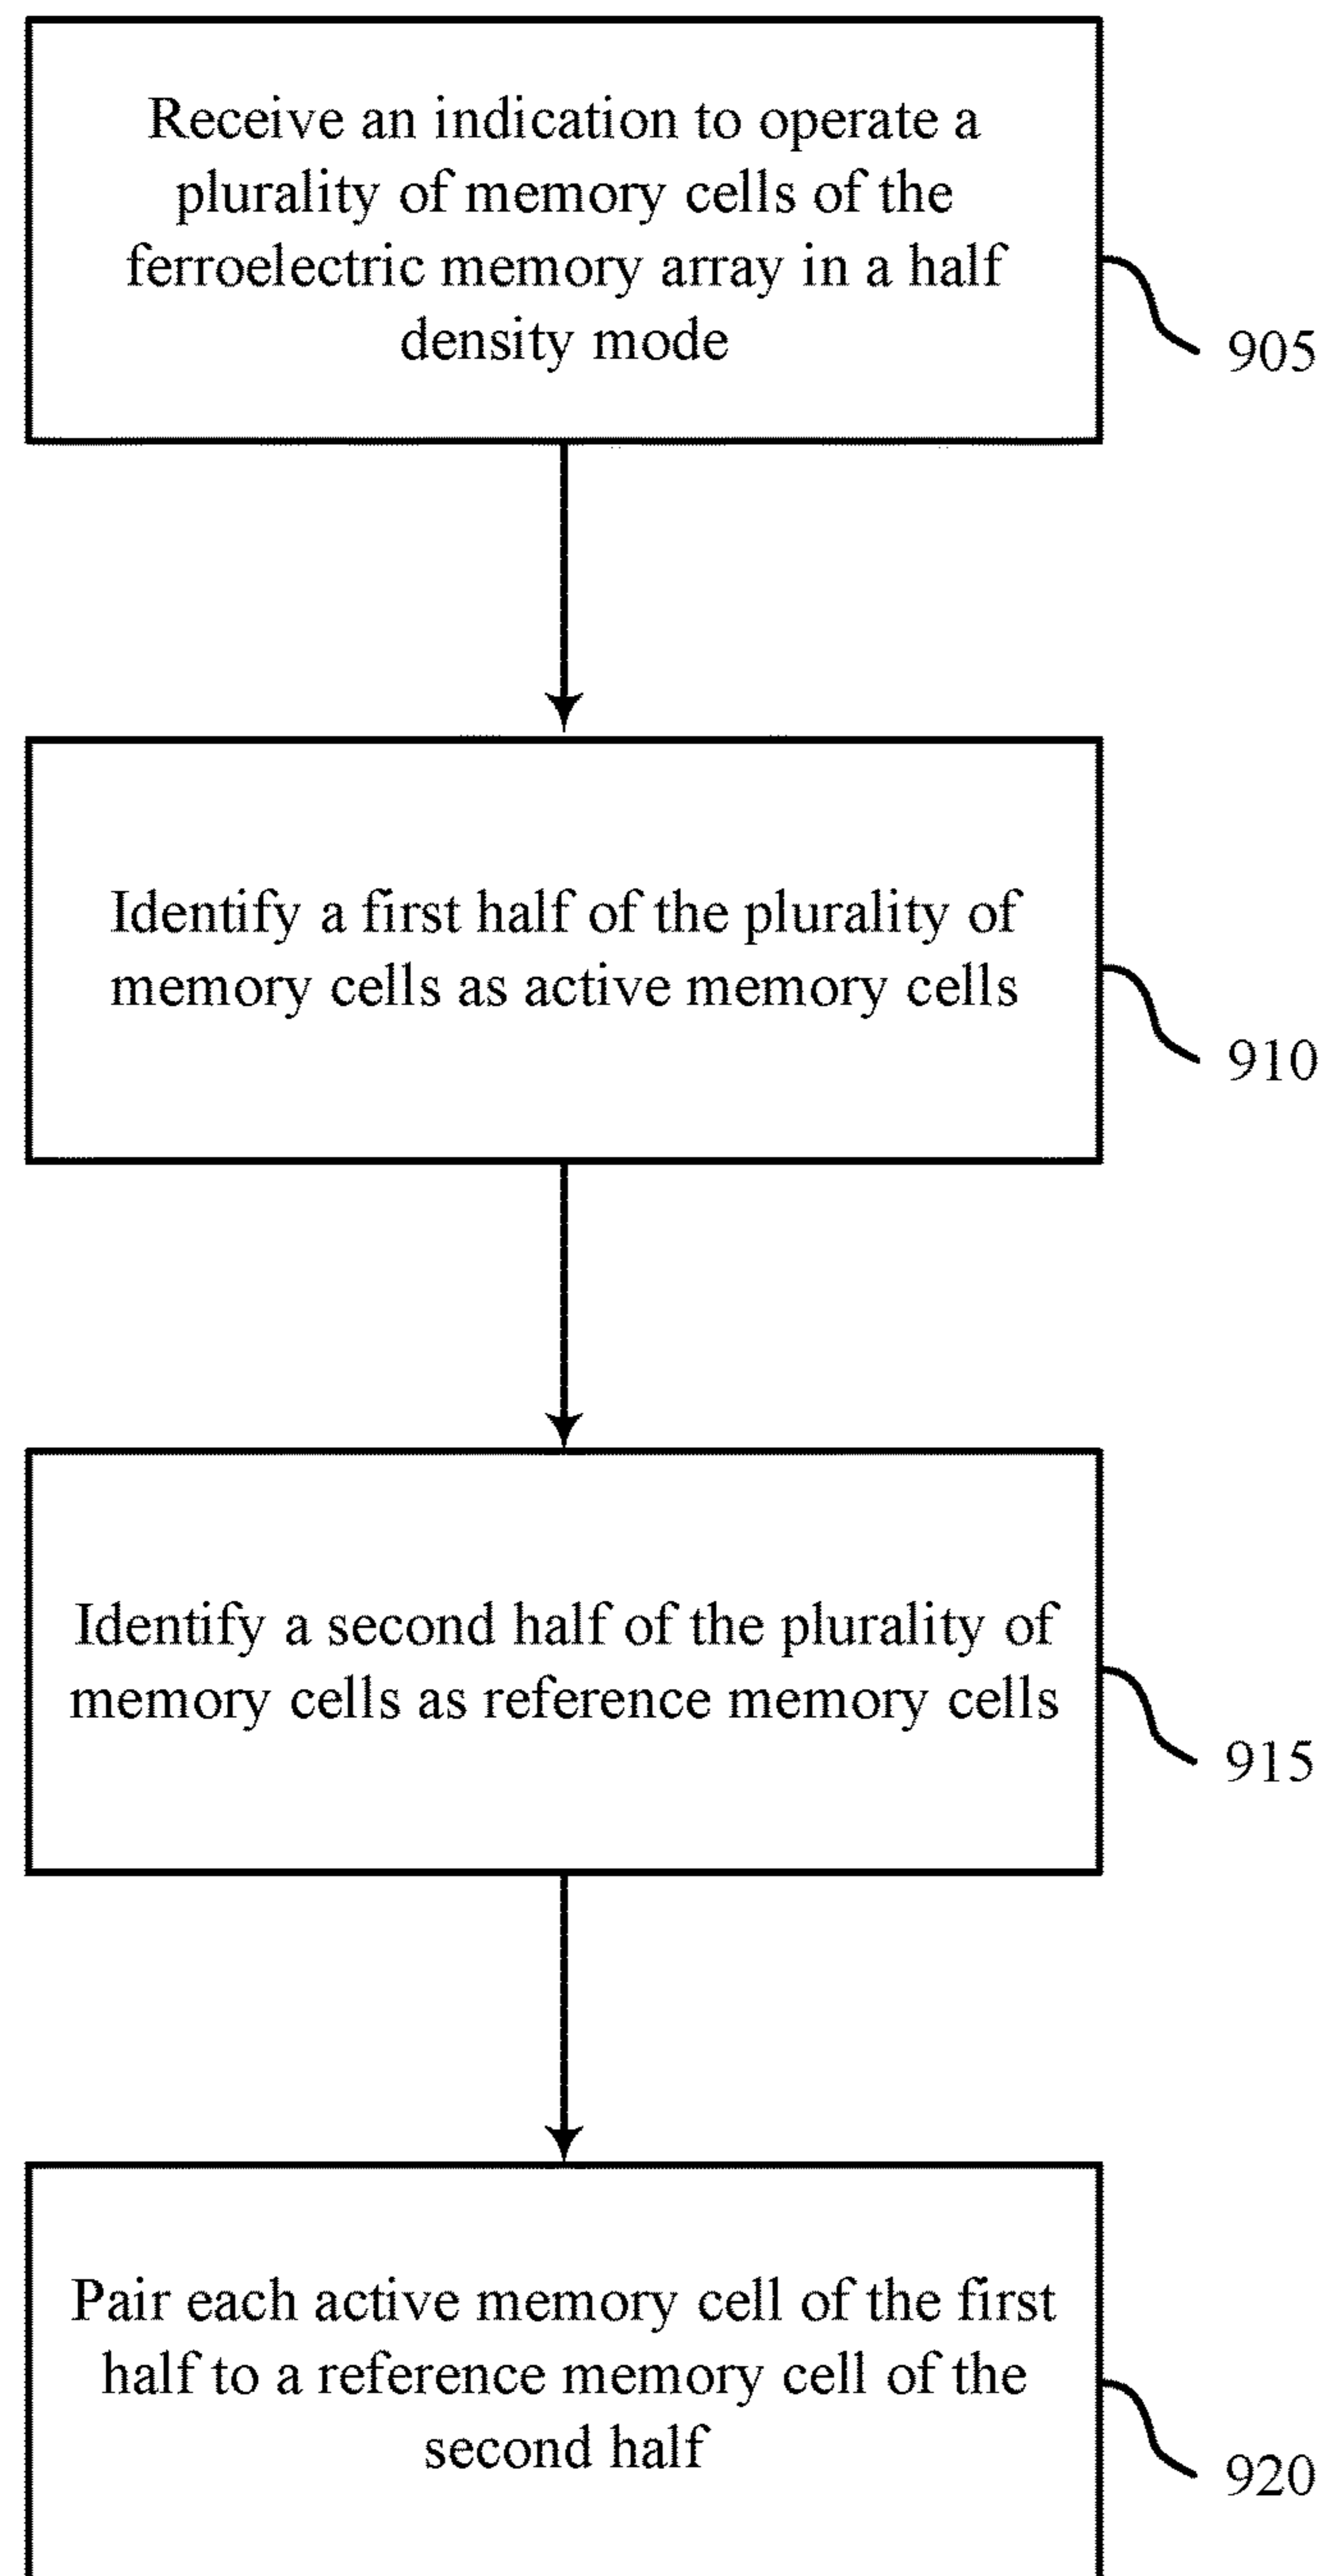 Receive an indication to operate a
plurality of memory cells of the
ferroelectric memory array in a half
density mode
905
Identify a first half of the plurality of
memory cells as active memory cells
910
Identify a second half of the plurality of
memory cells as reference memory cells
915
Pair each active memory cell of the first
half to a reference memory cell of the
second half
920